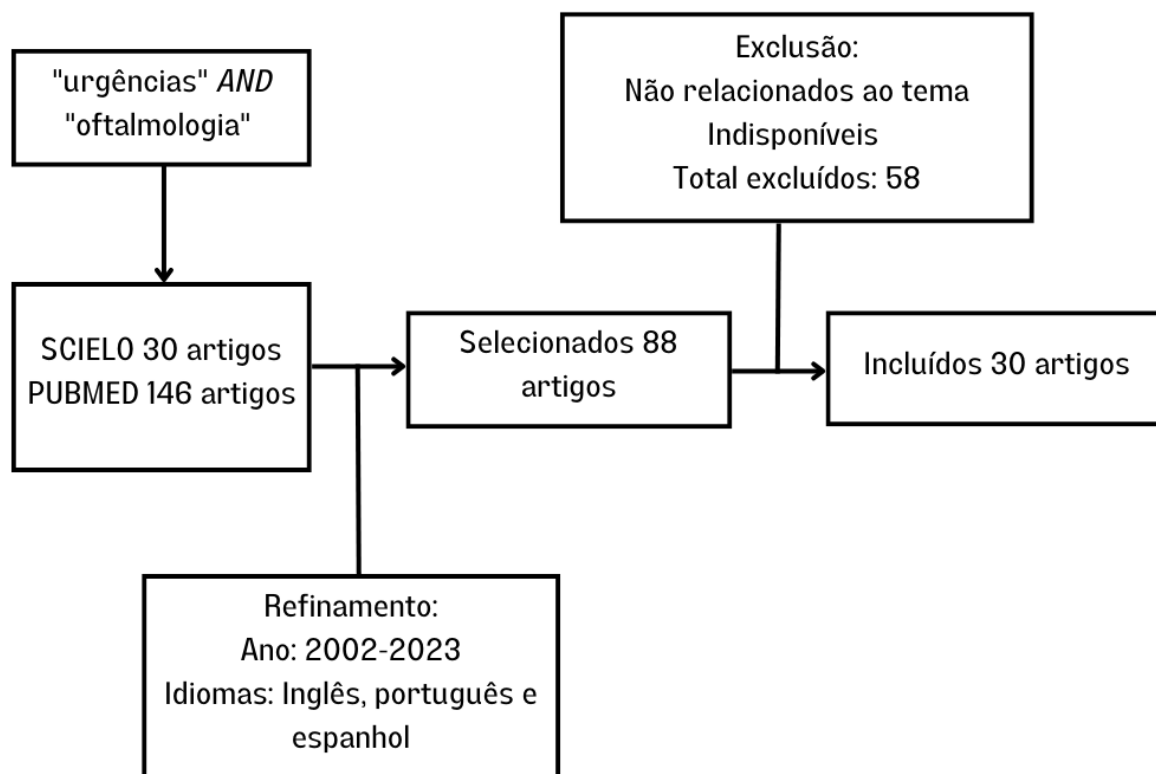 "urgências" AND
"oftalmologia"
SCIELO 30 artigos
PUBMED 146 artigos
Refinamento:
Ano: 2002-2023
Idiomas: Inglês, português e
espanhol
Selecionados 88
artigos
Exclusão:
Não relacionados ao tema
Indisponíveis
Total excluídos: 58
Incluídos 30 artigos